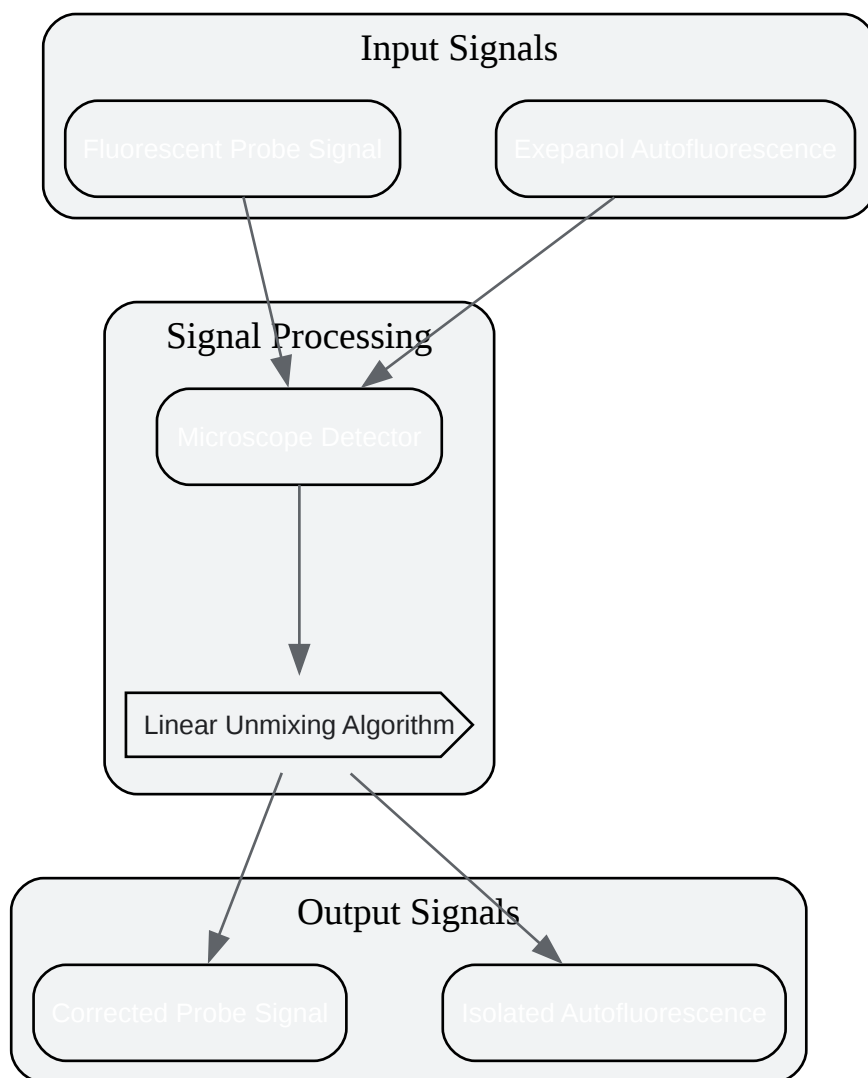 Input Signals
Fluorescent Probe Signal
Exepanol Autofluorescence
Signal Processing
Microscope Detector
Linear Unmixing Algorithm
Output Signals
Corrected Probe Signal
Isolated Autofluorescence